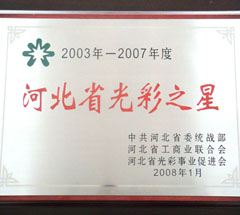 2003年－2007年度
河北省光彩之星
中共河北省委统战部
河北省工商业联合会
河北省光彩事业促进会
2008年1月